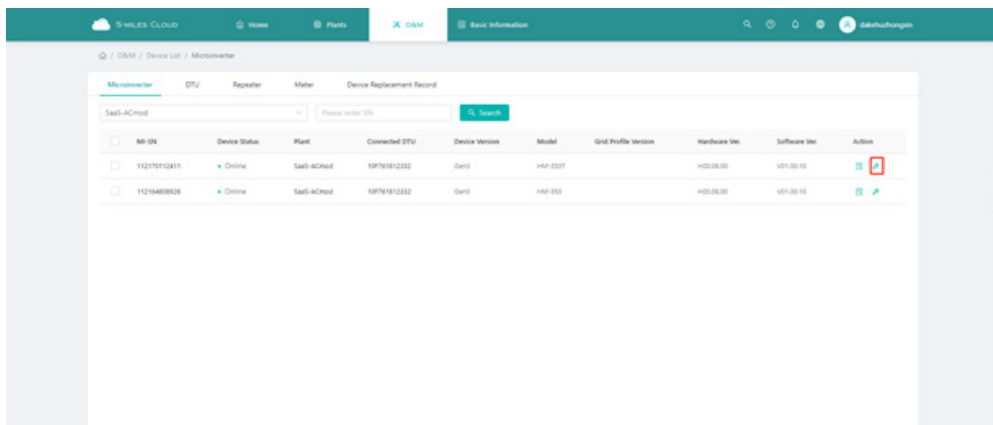 S-MILES CLOUD Home Plants O&M Basic Information dakehuzhongxin
/ O&M / Device List / Microinverter
Microinverter DTU Repeater Meter Device Replacement Record
SaaS-ACmod Please enter SN Search
MI-SN Device Status Plant Connected DTU Device Version Model Grid Profile Version Hardware Ver. Software Ver. Action
112170112411 Online SaaS-ACmod 10F761612332 Gen3 HM-350T H00.06.00 V01.00.10
112164608926 Online SaaS-ACmod 10F761612332 Gen3 HM-350 H00.06.00 V01.00.10